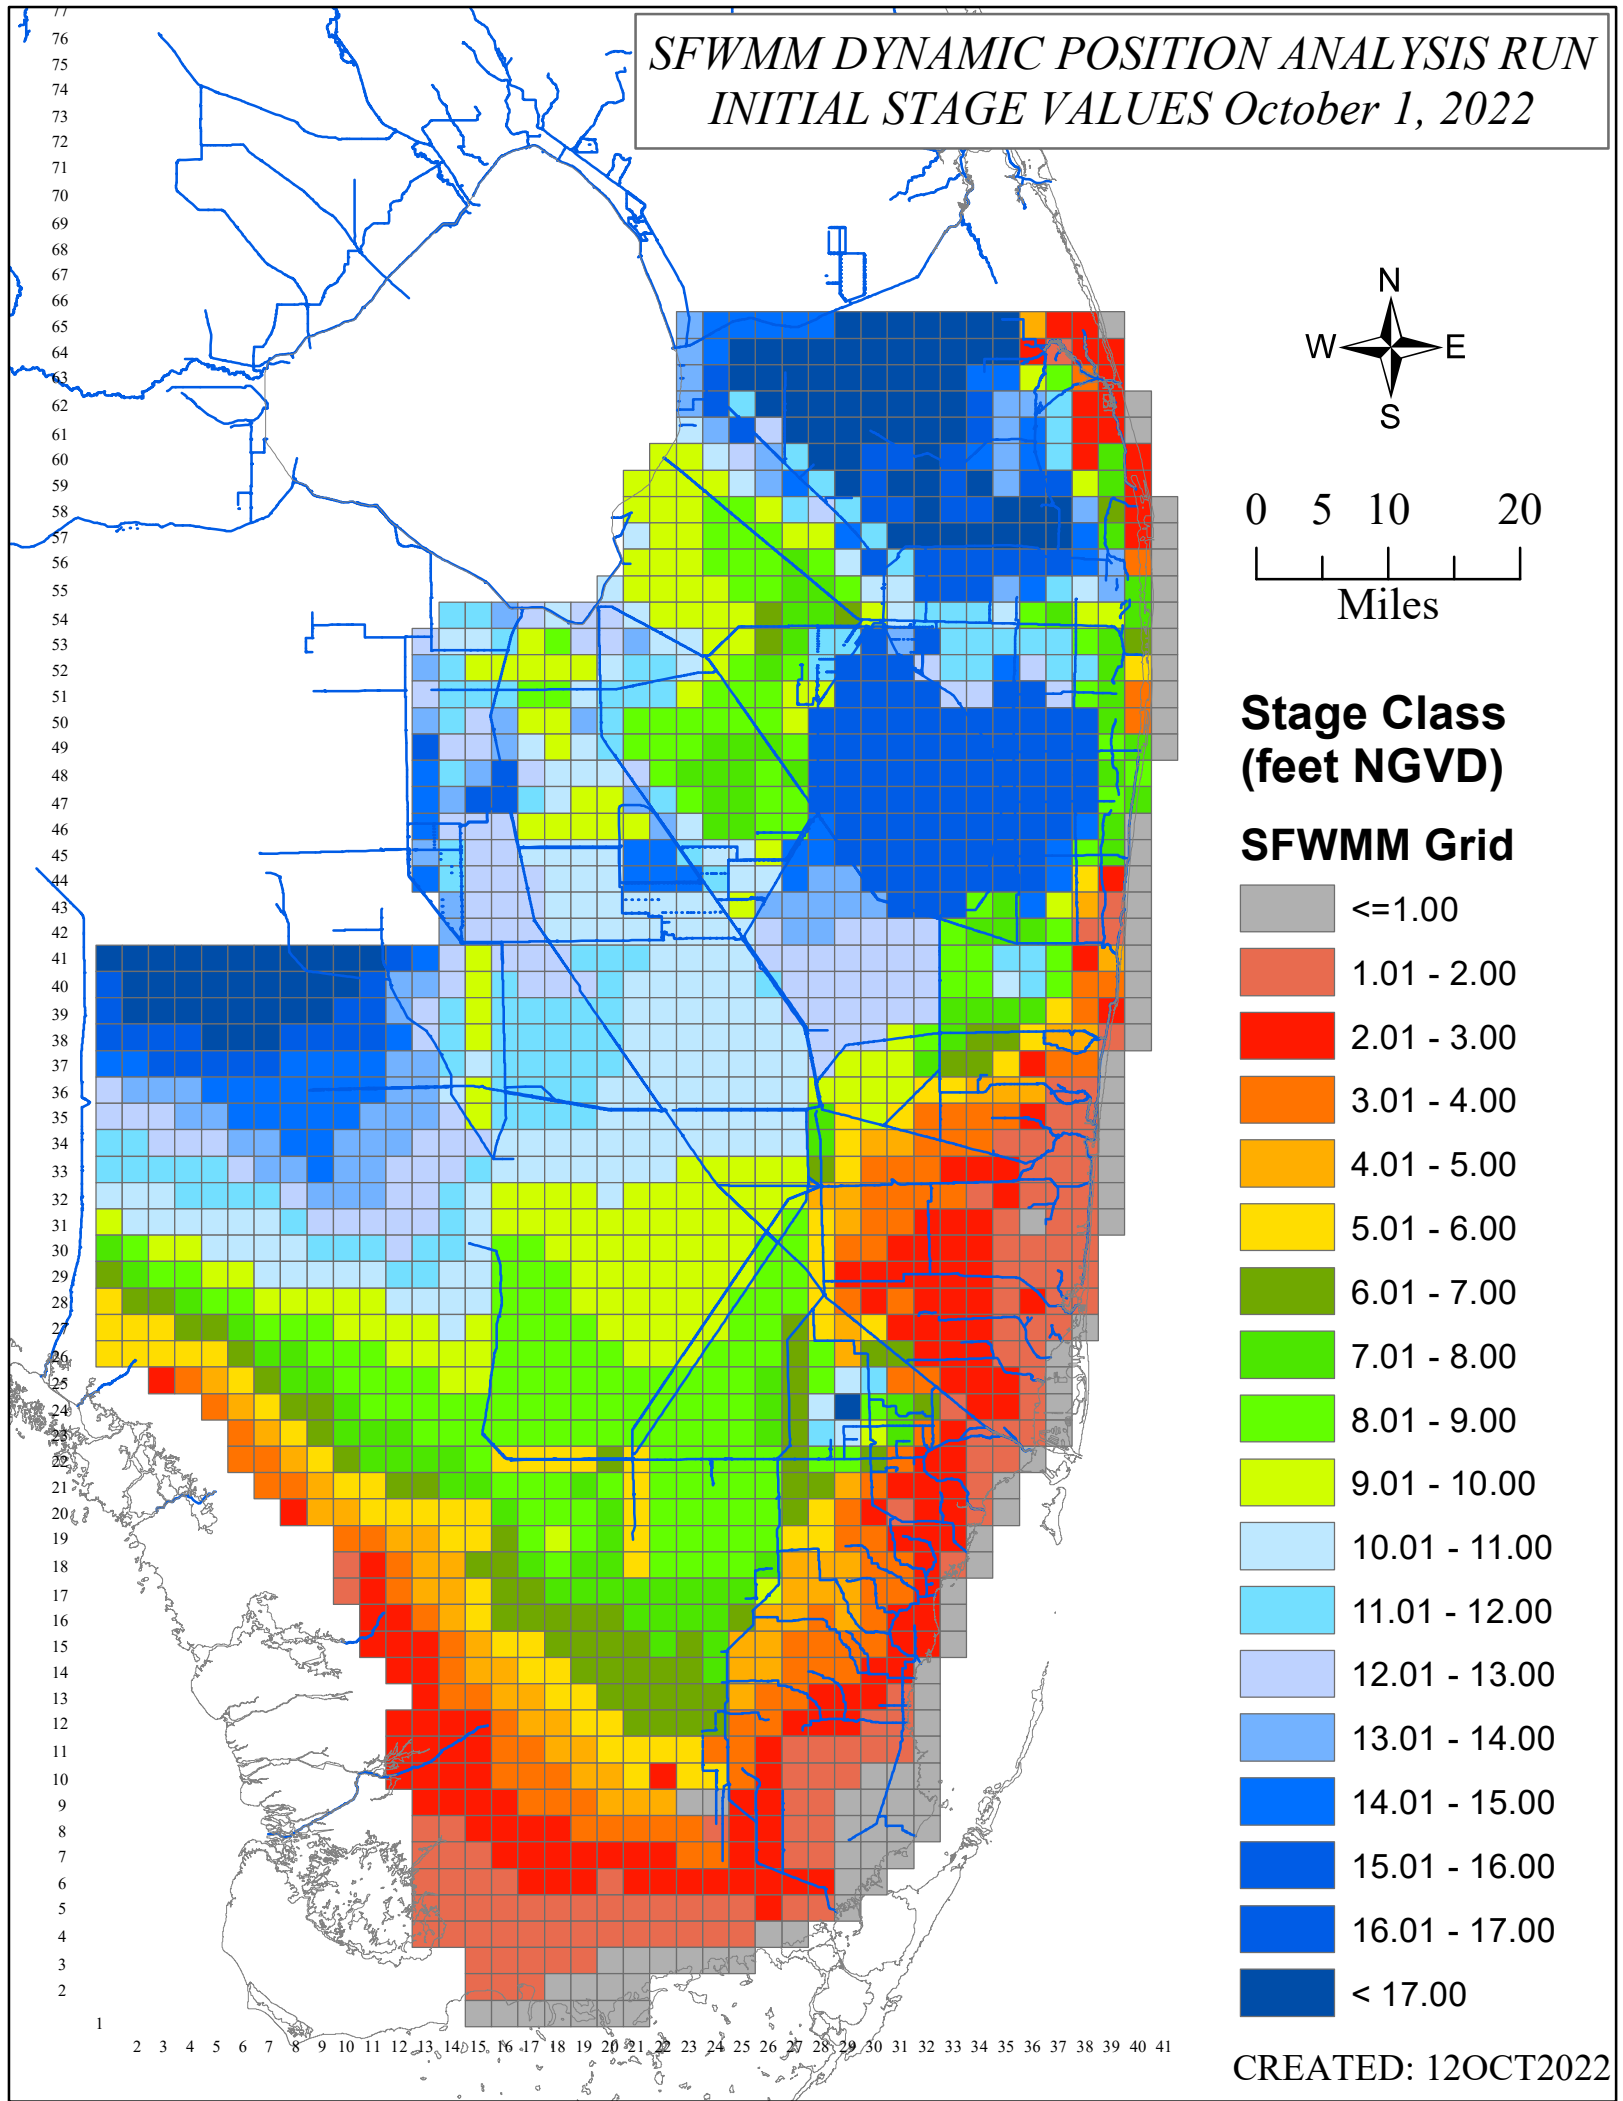 SFWMM DYNAMIC POSITION ANALYSIS RUN
INITIAL STAGE VALUES October 1, 2022
77
76
75
74
73
72
71
70
69
68
67
66
65
64
63
62
61
60
59
58
57
56
55
54
53
52
51
50
49
48
47
46
45
44
43
42
41
40
39
38
37
36
35
34
33
32
31
30
29
28
27
26
25
24
23
22
21
20
19
18
17
16
15
14
13
12
11
10
9
8
7
6
5
4
3
2
1
2 3 4 5 6 7 8 9 10 11 12 13 14 15 16 17 18 19 20 21 22 23 24 25 26 27 28 29 30 31 32 33 34 35 36 37 38 39 40 41
N
W E
S
0 5 10 20
Miles
Stage Class
(feet NGVD)
SFWMM Grid
<=1.00
1.01 - 2.00
2.01 - 3.00
3.01 - 4.00
4.01 - 5.00
5.01 - 6.00
6.01 - 7.00
7.01 - 8.00
8.01 - 9.00
9.01 - 10.00
10.01 - 11.00
11.01 - 12.00
12.01 - 13.00
13.01 - 14.00
14.01 - 15.00
15.01 - 16.00
16.01 - 17.00
< 17.00
CREATED: 12OCT2022